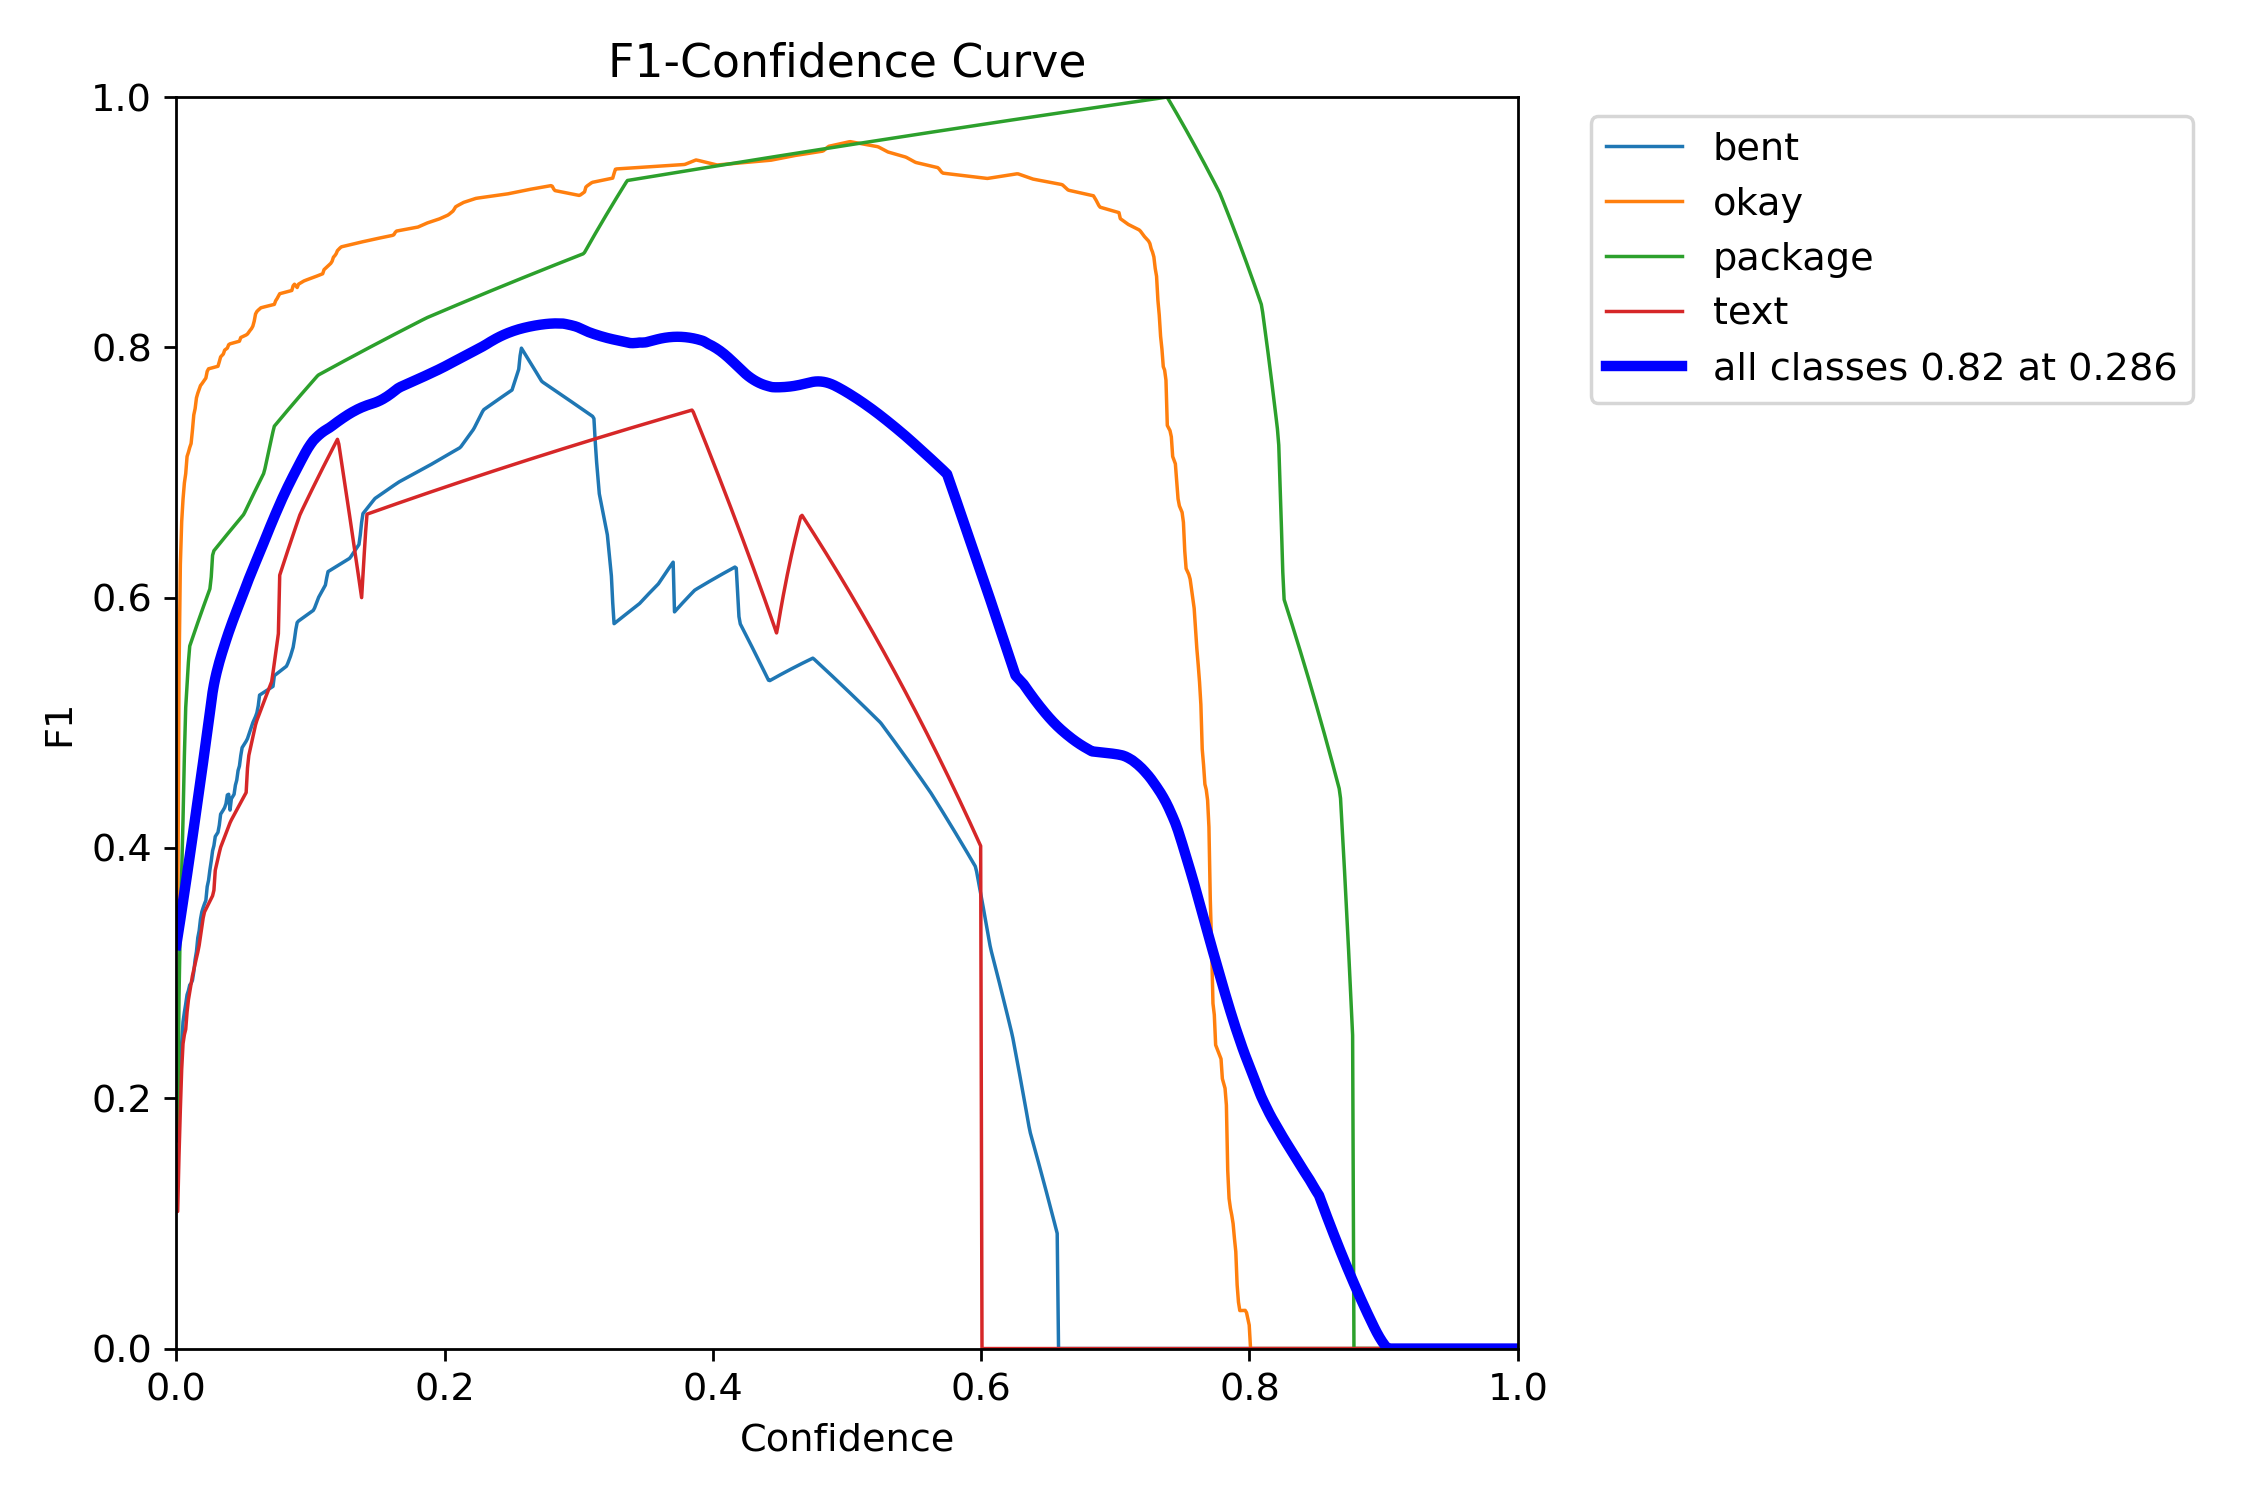 F1-Confidence Curve
1.0
0.8
0.6
0.4
0.2
0.0
F1
0.0 0.2 0.4 0.6 0.8 1.0
Confidence
bent
okay
package
text
all classes 0.82 at 0.286